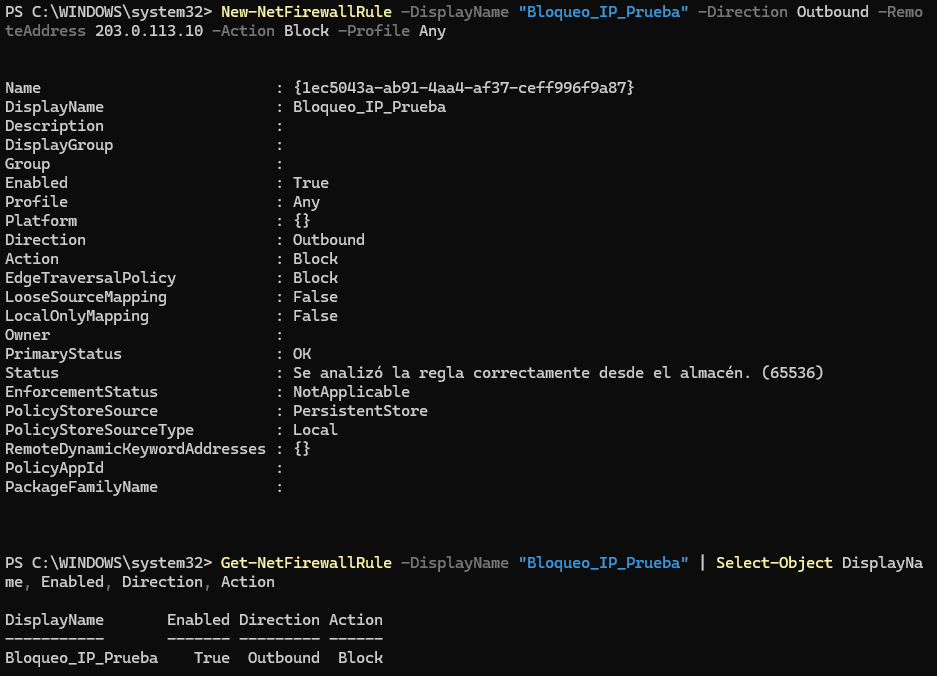 PS C:\WINDOWS\system32> New-NetFirewallRule -DisplayName "Bloqueo_IP_Prueba" -Direction Outbound -Remo
teAddress 203.0.113.10 -Action Block -Profile Any
Name                          : {1ec5043a-ab91-4aa4-af37-ceff996f9a87}
DisplayName                   : Bloqueo_IP_Prueba
Description                   :
DisplayGroup                  :
Group                         :
Enabled                       : True
Profile                       : Any
Platform                      : {}
Direction                     : Outbound
Action                        : Block
EdgeTraversalPolicy           : Block
LooseSourceMapping            : False
LocalOnlyMapping              : False
Owner                         :
PrimaryStatus                 : OK
Status                        : Se analizó la regla correctamente desde el almacén. (65536)
EnforcementStatus             : NotApplicable
PolicyStoreSource             : PersistentStore
PolicyStoreSourceType         : Local
RemoteDynamicKeywordAddresses : {}
PolicyAppId                   :
PackageFamilyName             :
PS C:\WINDOWS\system32> Get-NetFirewallRule -DisplayName "Bloqueo_IP_Prueba" | Select-Object DisplayNa
me, Enabled, Direction, Action
DisplayName       Enabled Direction Action
-----------       ------- --------- ------
Bloqueo_IP_Prueba    True  Outbound  Block